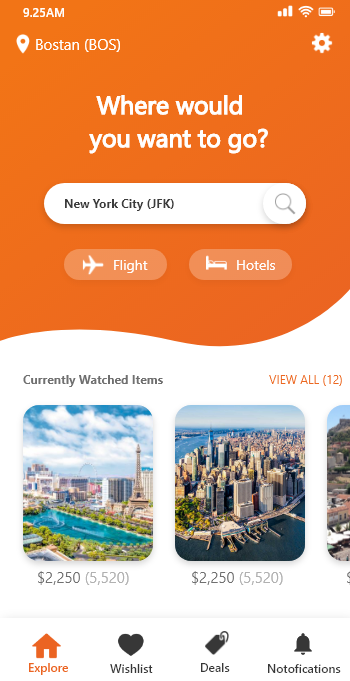 9.25AM
Bostan (BOS)
Where would
you want to go?
New York City (JFK)
Flight
Hotels
Currently Watched Items
VIEW ALL (12)
$2,250 (5,520)
$2,250 (5,520)
Explore
Wishlist
Deals
Notofications